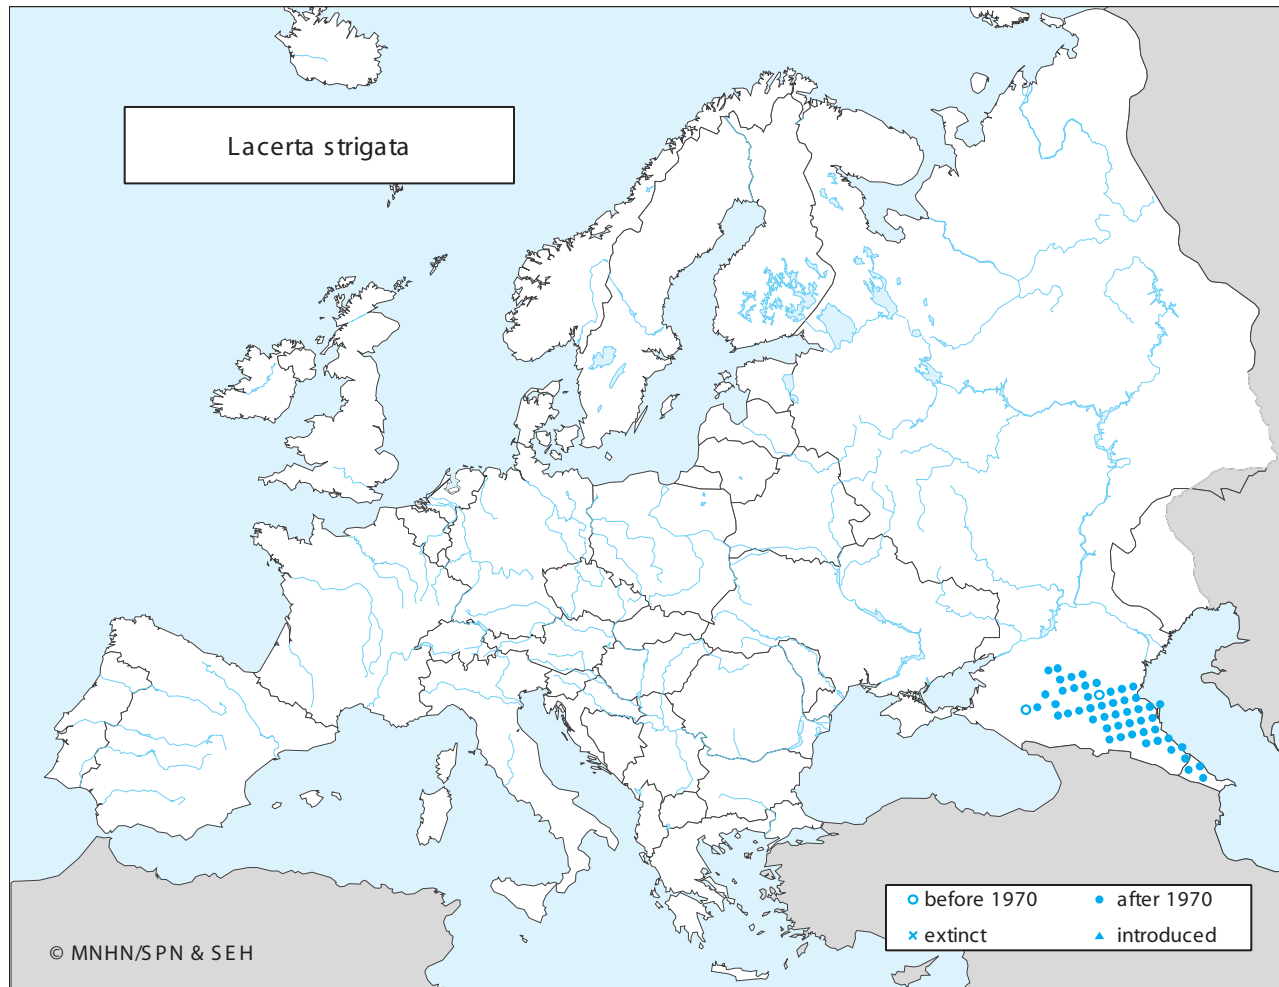 Lacerta strigata
before 1970
after 1970
extinct
introduced
© MNHN/SPN & SEH